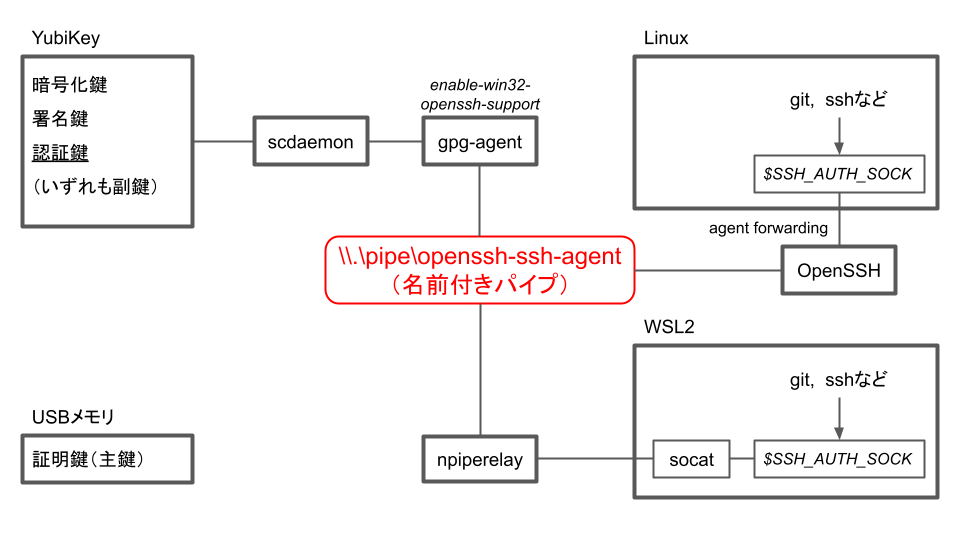 YubiKey
暗号化鍵
署名鍵
認証鍵
（いずれも副鍵）
scdaemon
enable-win32-
openssh-support
gpg-agent
Linux
git, sshなど
$SSH_AUTH_SOCK
agent forwarding
OpenSSH
\\.\pipe\openssh-ssh-agent
（名前付きパイプ）
WSL2
git, sshなど
USBメモリ
証明鍵（主鍵）
npiperelay
socat
$SSH_AUTH_SOCK